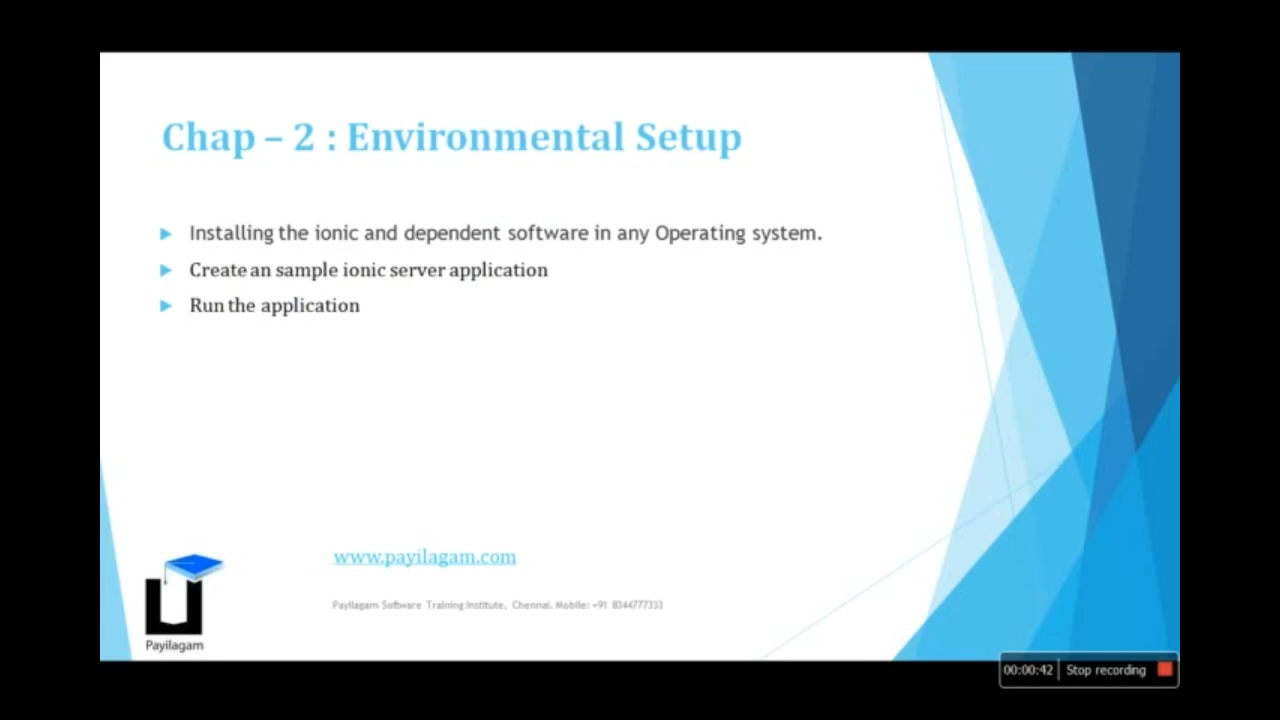 Chap – 2 : Environmental Setup
Installing the ionic and dependent software in any Operating system.
Create an sample ionic server application
Run the application
www.payilagam.com
Payilagam Software Training Institute, Chennai. Mobile: +91 8344777333
Payilagam
00:00:42 Stop recording